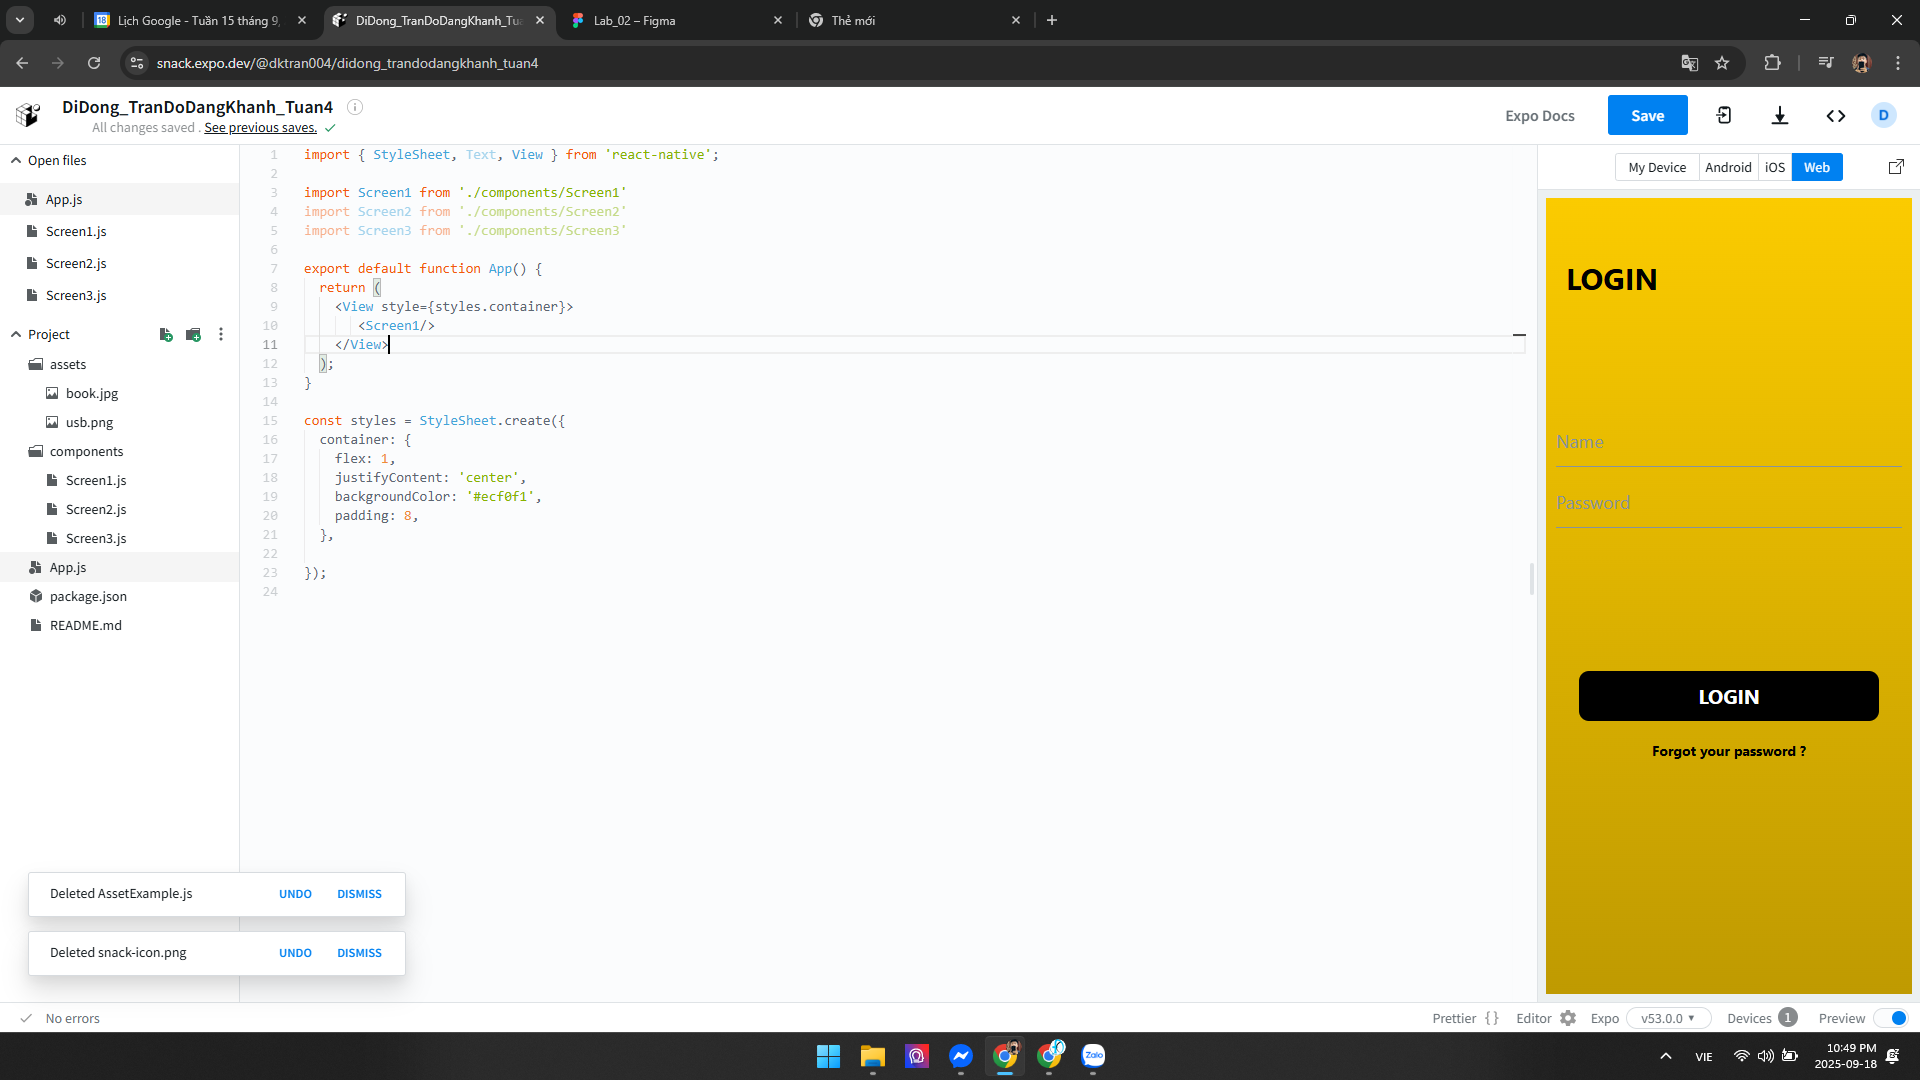 Lịch Google - Tuần 15 tháng 9,
DiDong_TranDoDangKhanh_Tu
Lab_02 – Figma
Thẻ mới
snack.expo.dev/@dktran004/didong_trandodangkhanh_tuan4
DiDong_TranDoDangKhanh_Tuan4
All changes saved . See previous saves.
Expo Docs
Save
D
Open files
App.js
Screen1.js
Screen2.js
Screen3.js
Project
assets
book.jpg
usb.png
components
Screen1.js
Screen2.js
Screen3.js
App.js
package.json
README.md
1 import { StyleSheet, Text, View } from 'react-native';
2
3 import Screen1 from './components/Screen1'
4 import Screen2 from './components/Screen2'
5 import Screen3 from './components/Screen3'
6
7 export default function App() {
8 return (
9 <View style={styles.container}>
10 <Screen1/>
11 </View>
12 );
13 }
14
15 const styles = StyleSheet.create({
16 container: {
17 flex: 1,
18 justifyContent: 'center',
19 backgroundColor: '#ecf0f1',
20 padding: 8,
21 },
22
23 });
24
My Device
Android
iOS
Web
LOGIN
Name
Password
LOGIN
Forgot your password ?
Deleted AssetExample.js UNDO DISMISS
Deleted snack-icon.png UNDO DISMISS
No errors
Prettier { }
Editor
Expo v53.0.0
Devices 1
Preview
Zalo
VIE
10:49 PM
2025-09-18